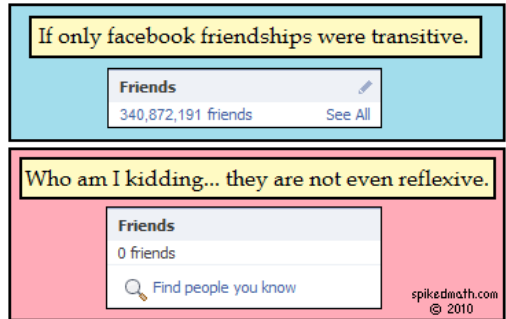 If only facebook friendships were transitive.
Friends
340,872,191 friends See All
Who am I kidding... they are not even reflexive.
Friends
0 friends
Find people you know
spikedmath.com
© 2010